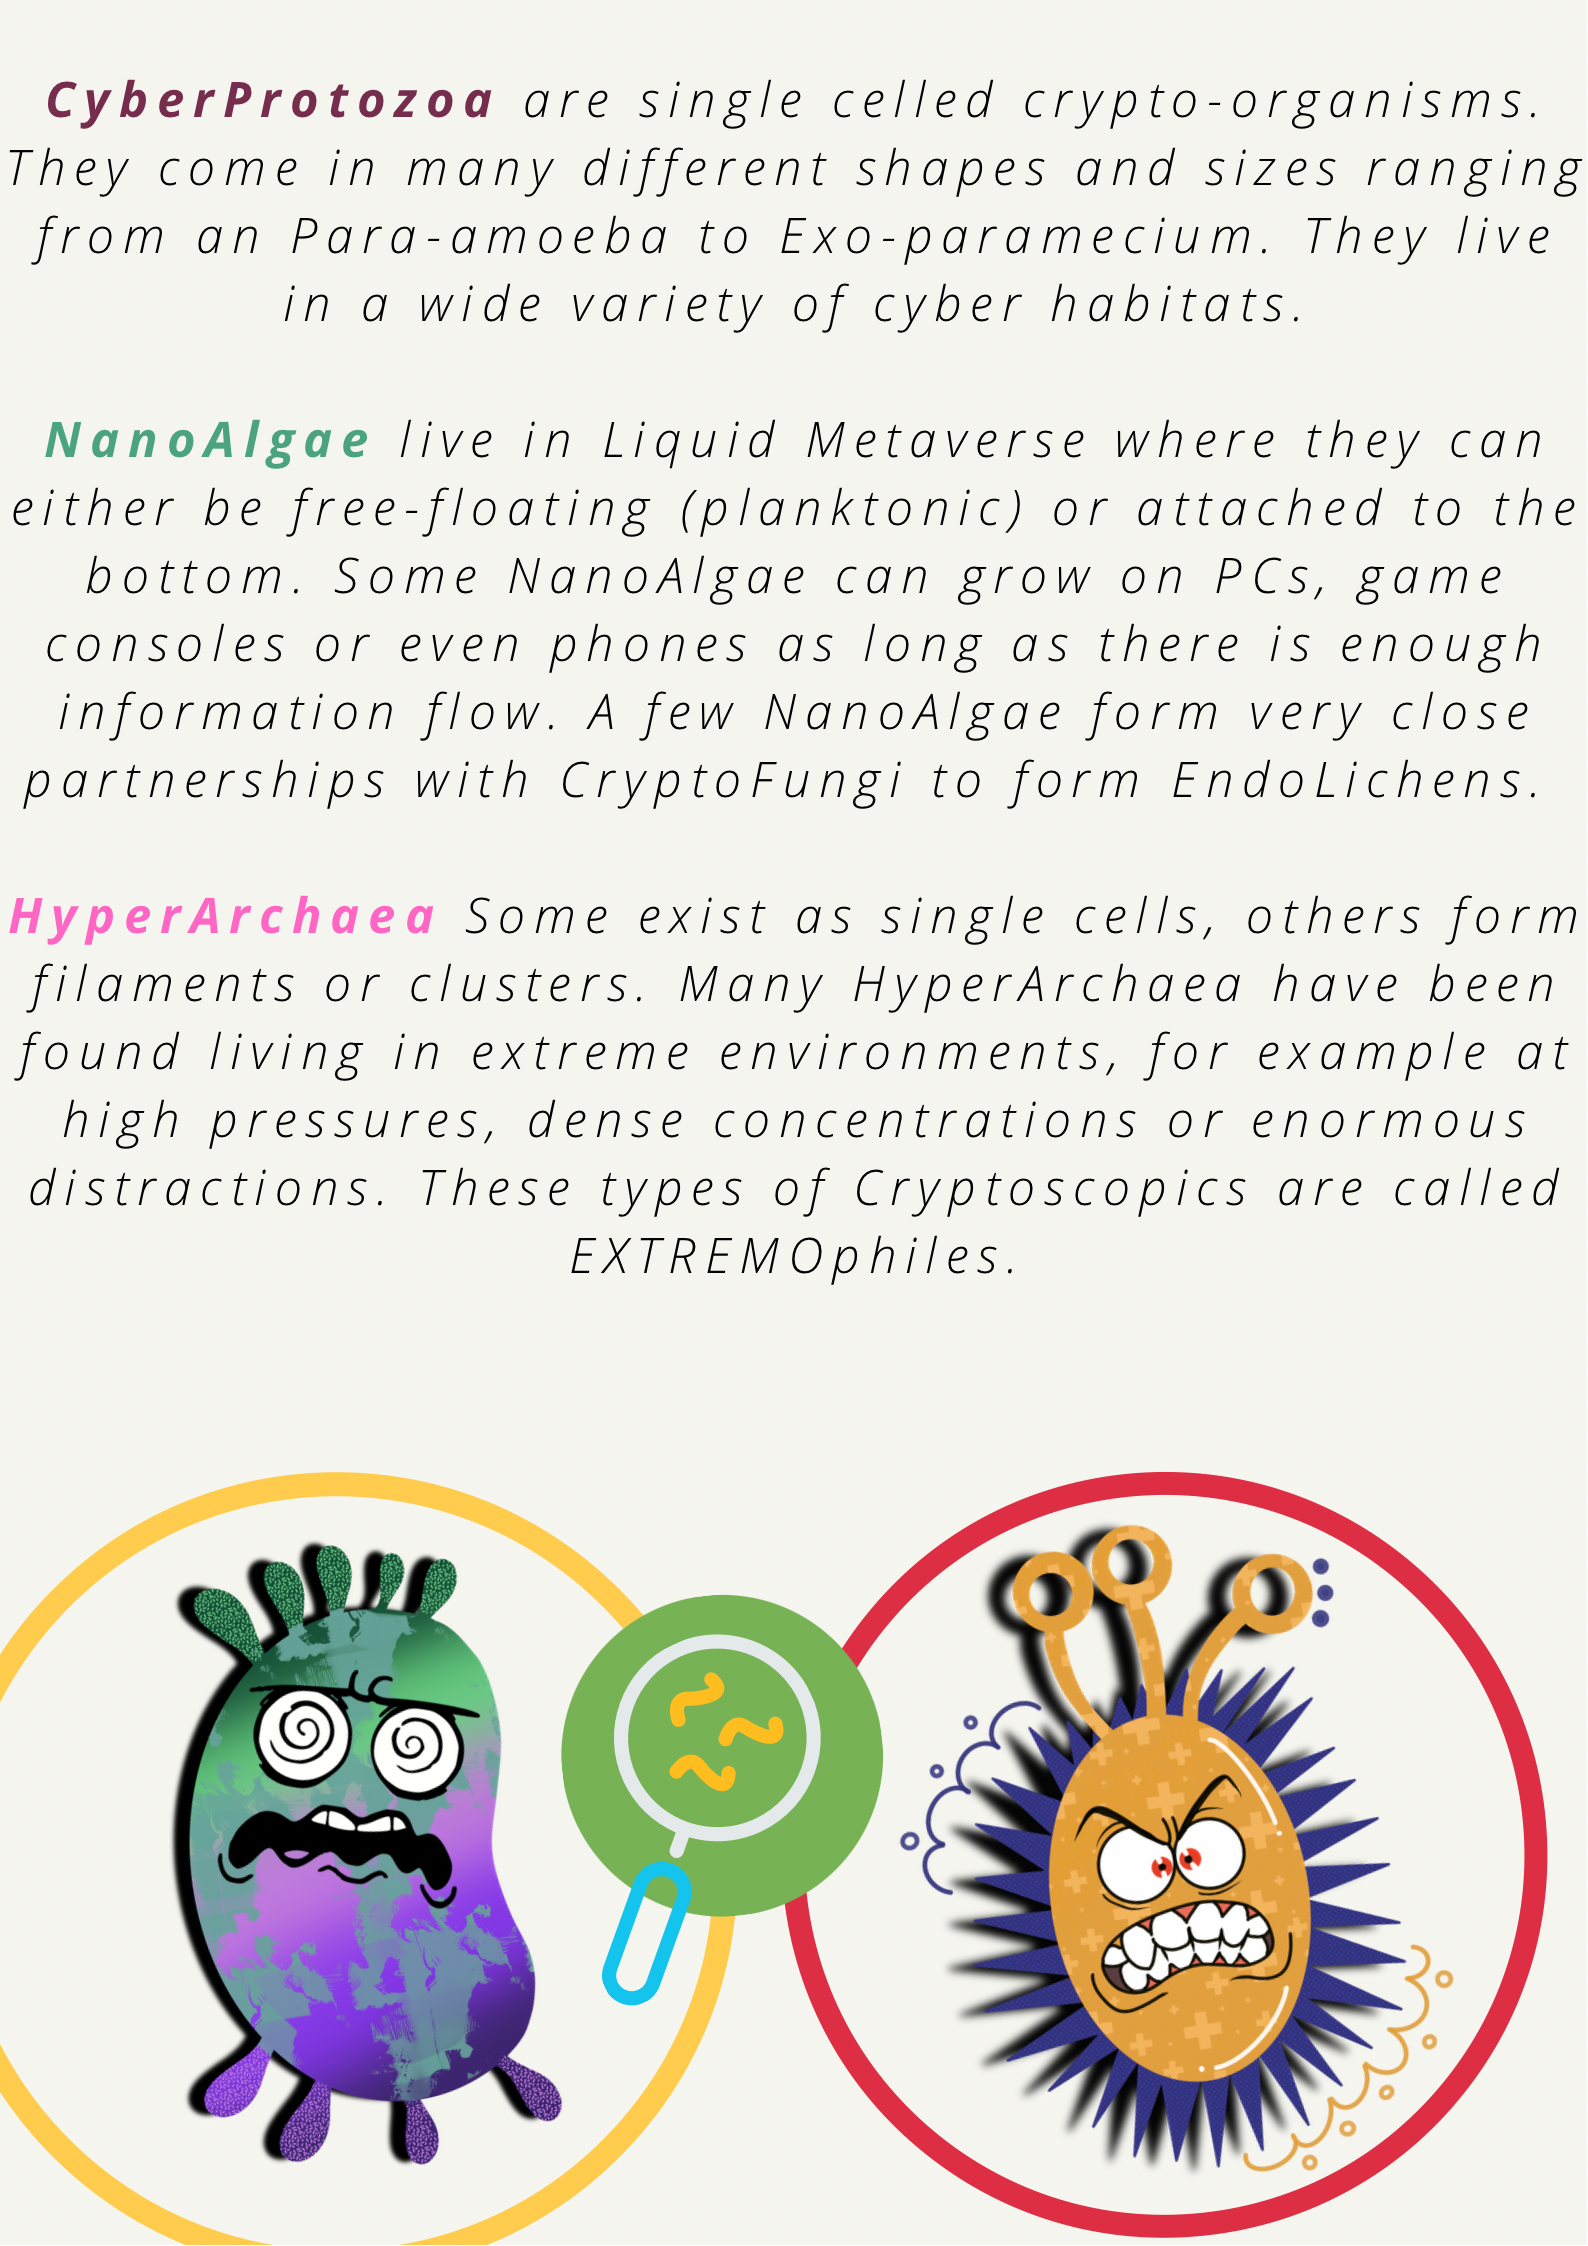 CyberProtozoa are single celled crypto-organisms.
They come in many different shapes and sizes ranging
from an Para-amoeba to Exo-paramecium. They live
in a wide variety of cyber habitats.
NanoAlgae live in Liquid Metaverse where they can
either be free-floating (planktonic) or attached to the
bottom. Some NanoAlgae can grow on PCs, game
consoles or even phones as long as there is enough
information flow. A few NanoAlgae form very close
partnerships with CryptoFungi to form EndoLichens.
HyperArchaea Some exist as single cells, others form
filaments or clusters. Many HyperArchaea have been
found living in extreme environments, for example at
high pressures, dense concentrations or enormous
distractions. These types of Cryptoscopics are called
EXTREMOphiles.